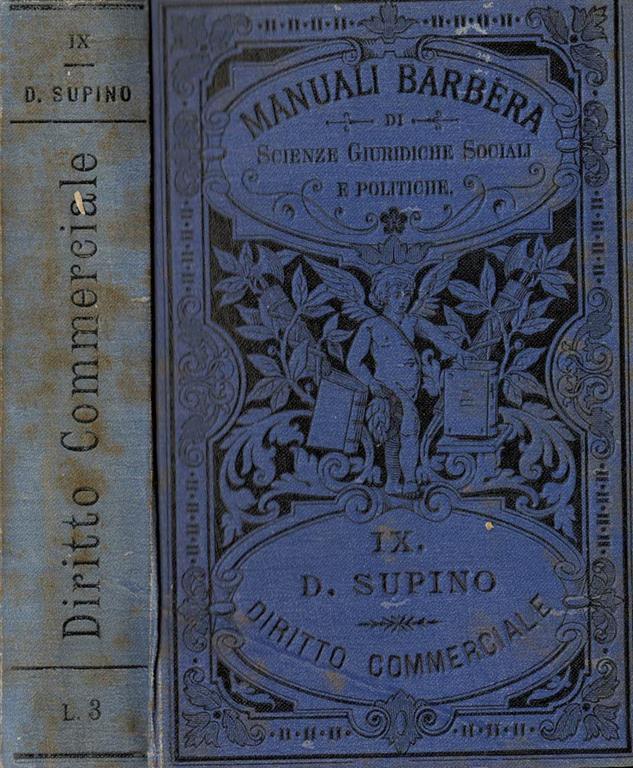 IX
D. SUPINO
Diritto Commerciale
L. 3
MANUALI BARBÈRA
DI
SCIENZE GIURIDICHE SOCIALI
E POLITICHE.
IX.
D. SUPINO
DIRITTO COMMERCIALE